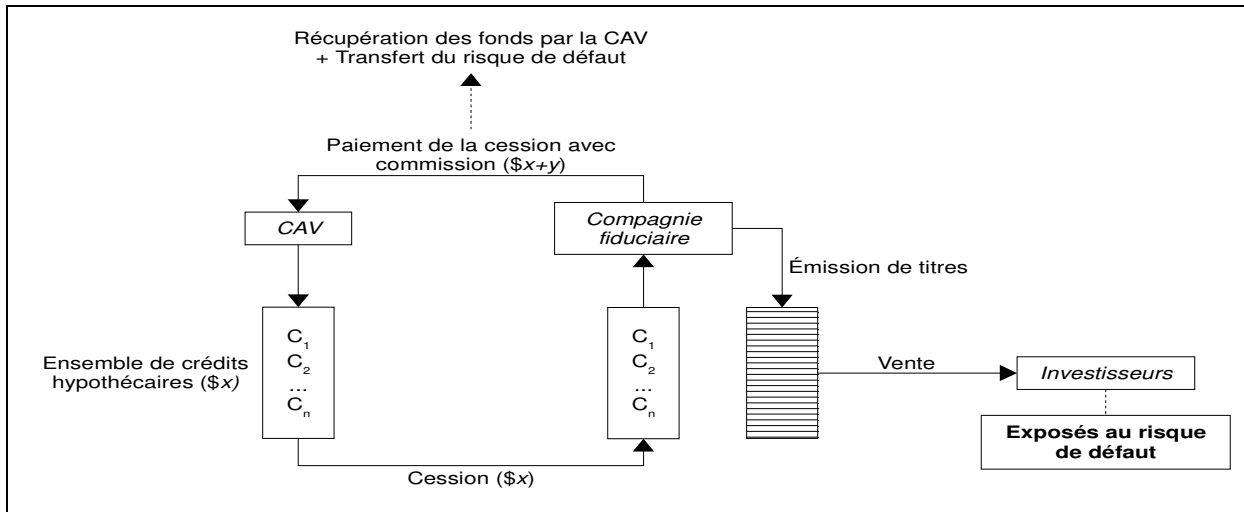 Récupération des fonds par la CAV
+ Transfert du risque de défaut
Paiement de la cession avec
commission ($x+y)
CAV
Compagnie
fiduciaire
Émission de titres
Ensemble de crédits
hypothécaires ($x)
C1
C2
...
Cn
C1
C2
...
Cn
Vente
Investisseurs
Exposés au risque
de défaut
Cession ($x)